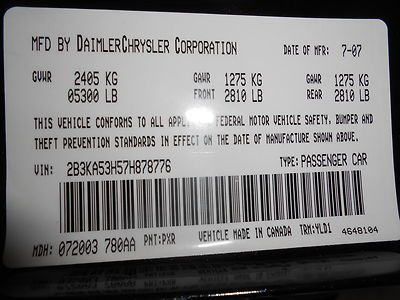 MFD BY DAIMLERCHRYSLER CORPORATION DATE OF MFR: 7-07
GVWR 2405 KG GAWR 1275 KG GAWR 1275 KG
05300 LB FRONT 2810 LB REAR 2810 LB
THIS VEHICLE CONFORMS TO ALL FEDERAL MOTOR VEHICLE SAFETY, BUMPER AND
THEFT PREVENTION STANDARDS IN EFFECT ON THE DATE OF MANUFACTURE SHOWN ABOVE.
VIN: 2B3KA53H57H878776 TYPE: PASSENGER CAR
MDH: 072003 780AA PNT: PXR VEHICLE MADE IN CANADA TRM: YLD1 4648104